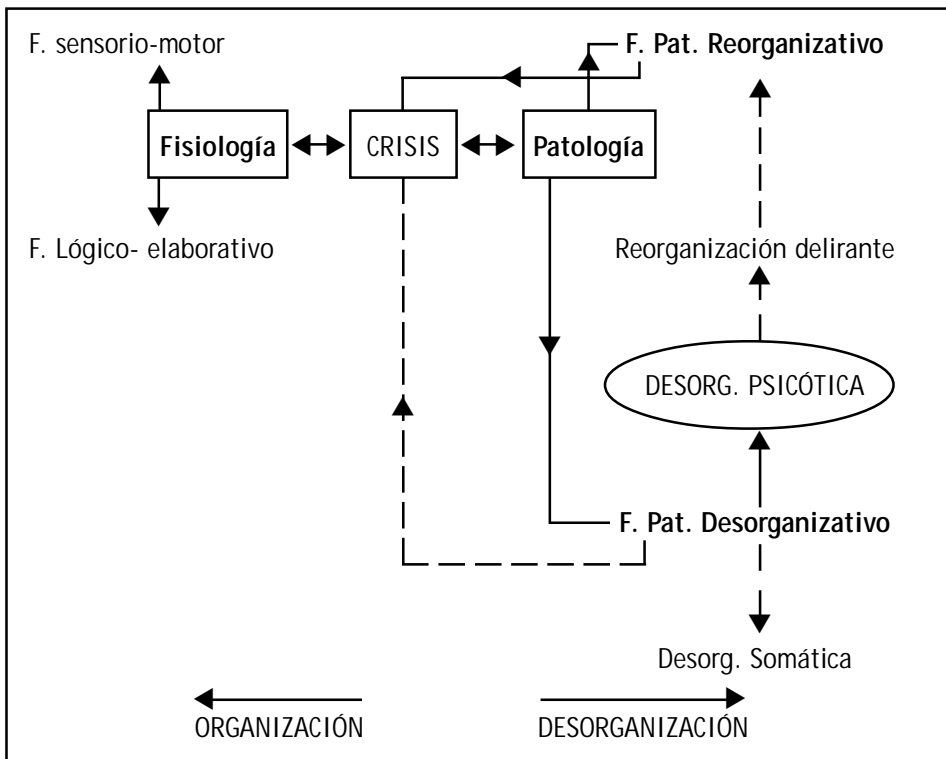 F. sensorio-motor
F. Pat. Reorganizativo
Fisiología
CRISIS
Patología
F. Lógico- elaborativo
Reorganización delirante
DESORG. PSICÓTICA
F. Pat. Desorganizativo
Desorg. Somática
ORGANIZACIÓN
DESORGANIZACIÓN